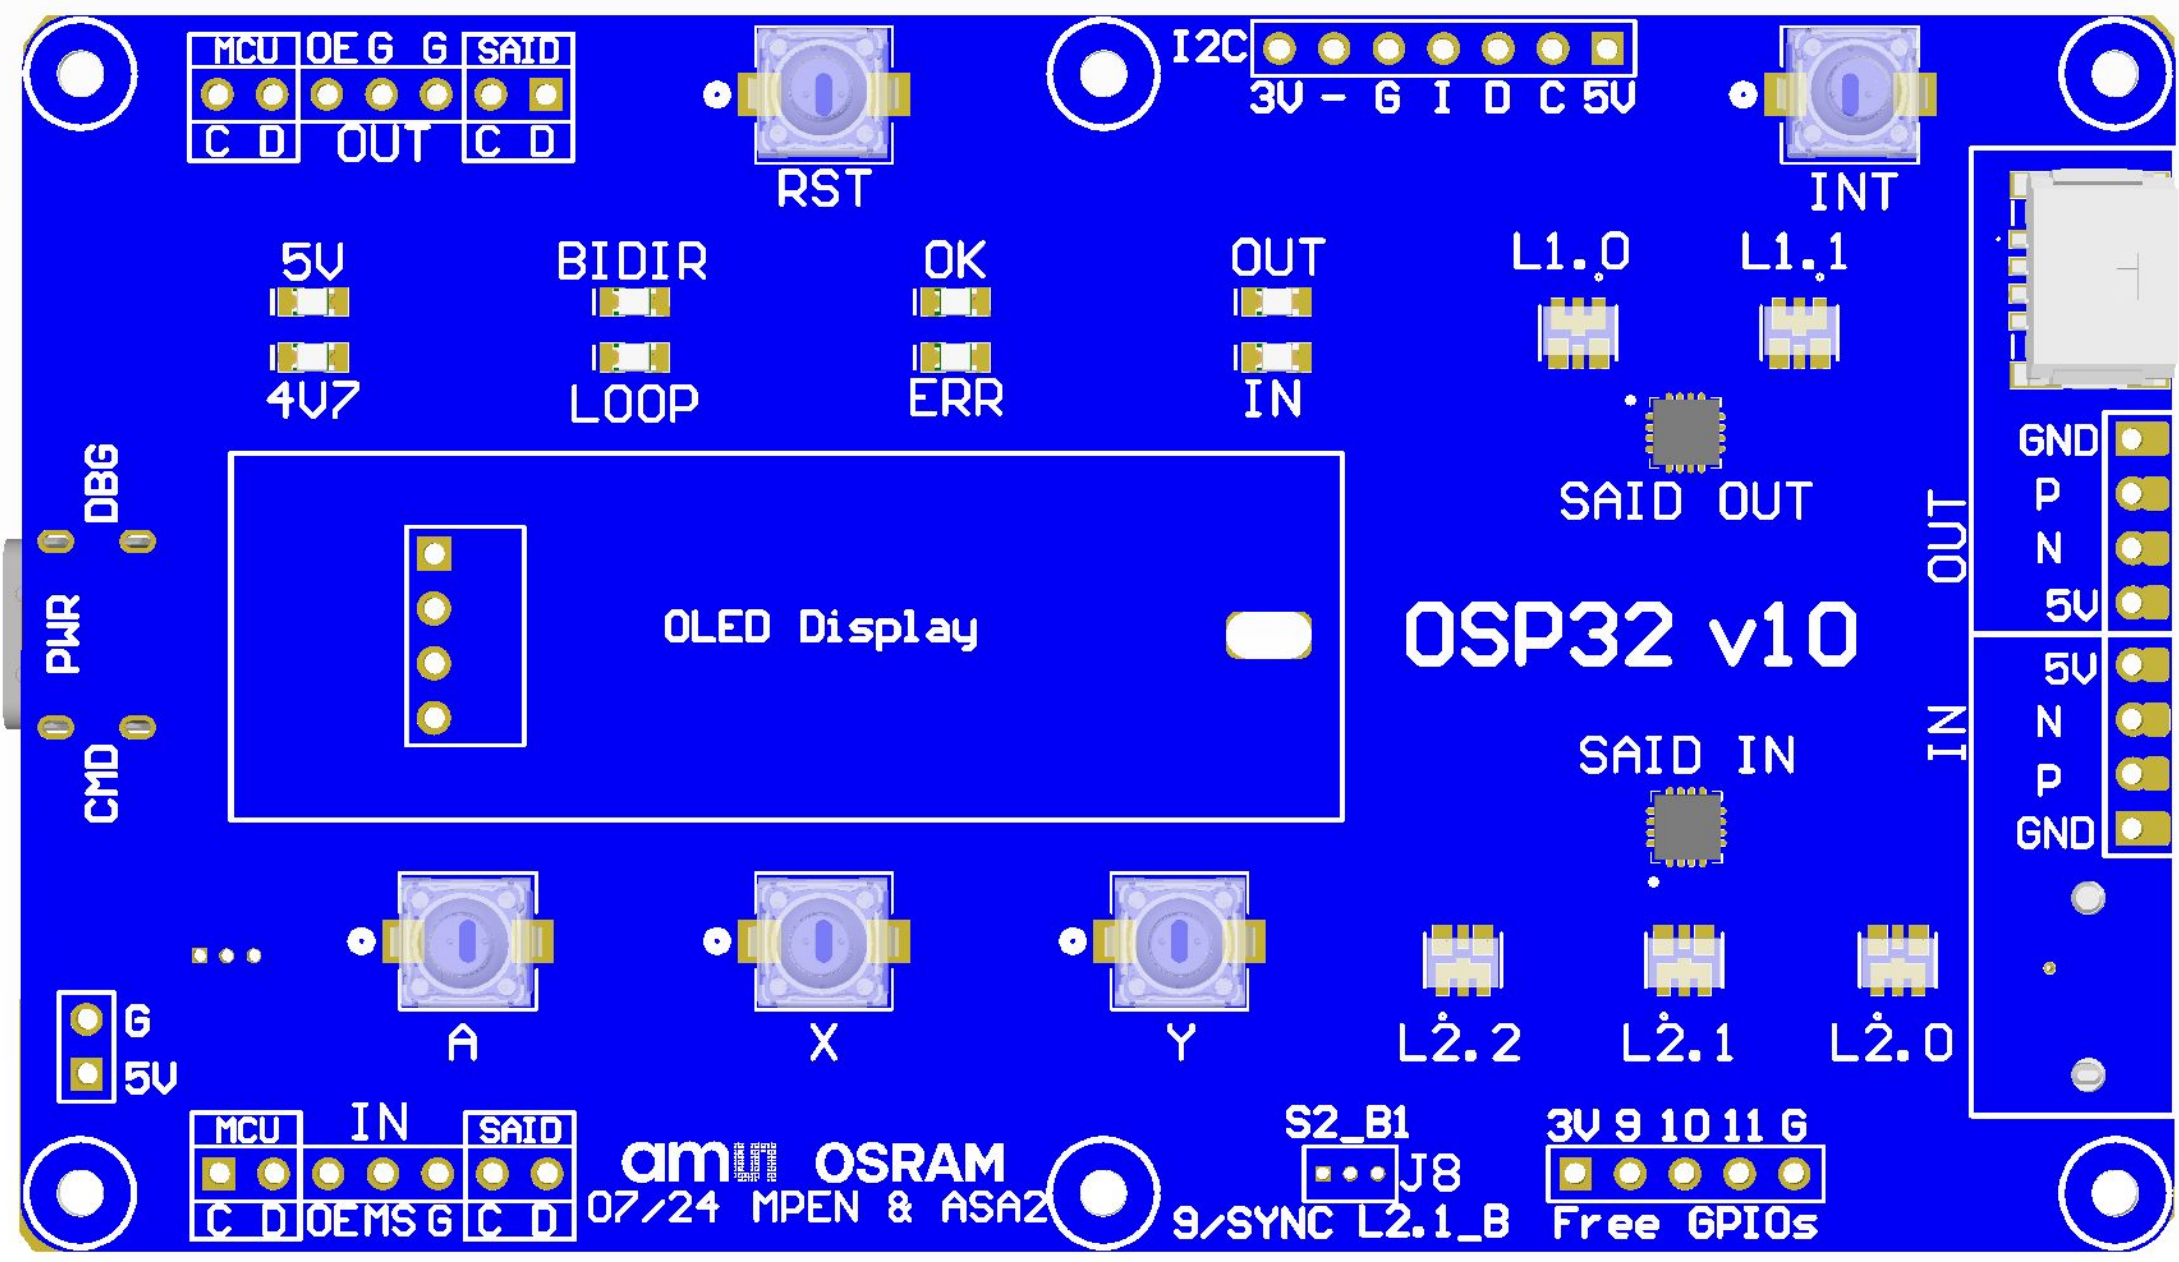 MCU OE G G SAID
C D OUT C D
RST
I2C
3V - G I D C 5V
INT
5V BIDIR OK OUT
4V7 LOOP ERR IN
L1.0 L1.1
SAID OUT
DBG
PWR
CMD
OLED Display
OSP32 v10
SAID IN
OUT
GND
P
N
5V
IN
5V
N
P
GND
A X Y
L2.2 L2.1 L2.0
G
5V
MCU IN SAID
C D OE MS G C D
am OSRAM
07/24 MPEN & ASA2
S2_B1
J8
9/SYNC L2.1_B
3V 9 10 11 G
Free GPIOs